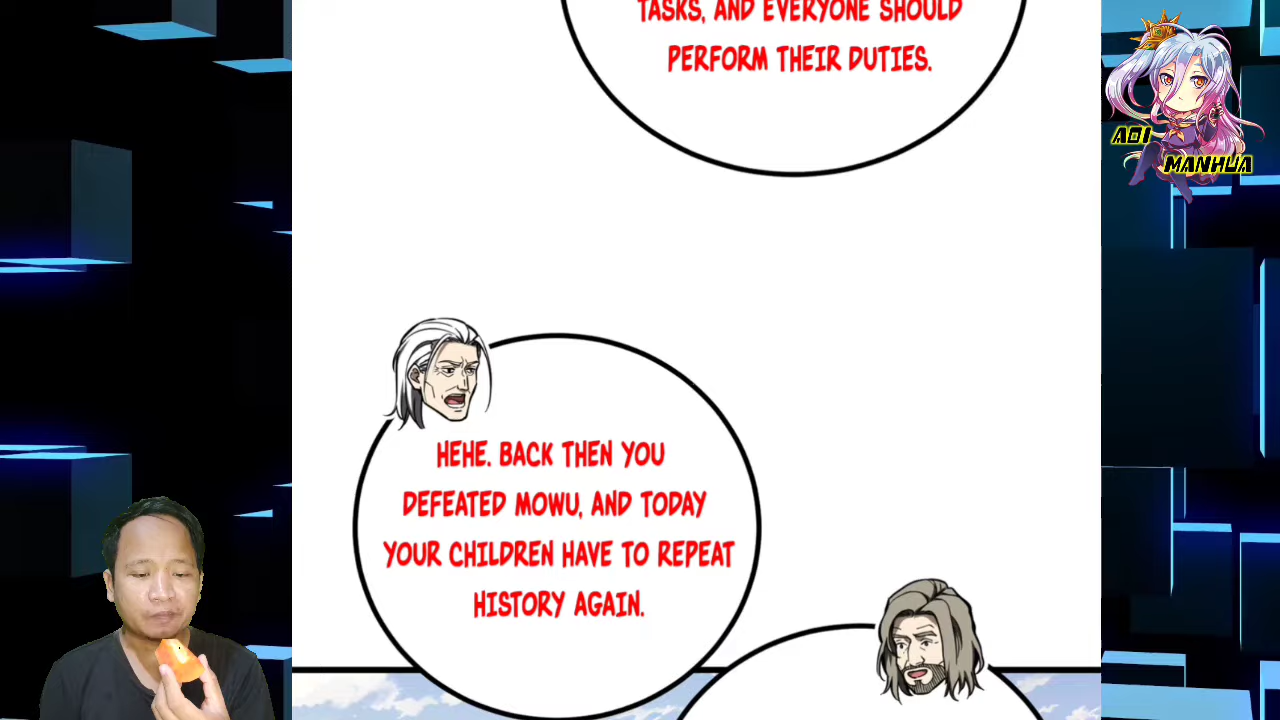 TASKS, AND EVERYONE SHOULD
PERFORM THEIR DUTIES.
AOI
MANHUA
HEHE. BACK THEN YOU
DEFEATED MOWU, AND TODAY
YOUR CHILDREN HAVE TO REPEAT
HISTORY AGAIN.